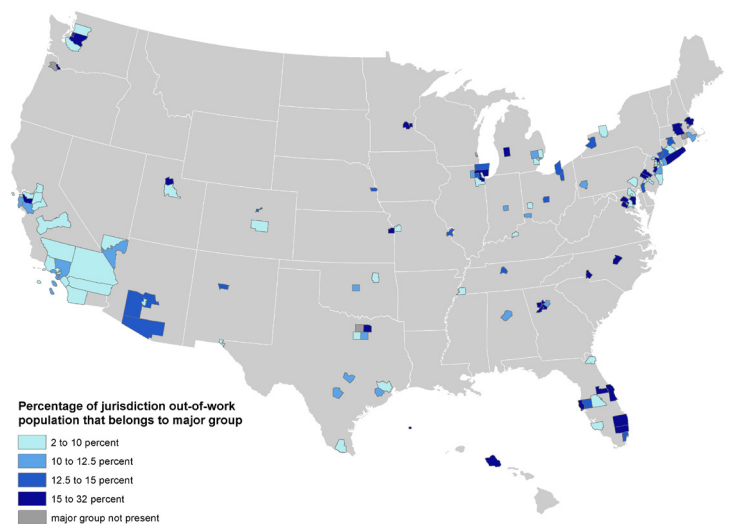 Percentage of jurisdiction out-of-work
population that belongs to major group
2 to 10 percent
10 to 12.5 percent
12.5 to 15 percent
15 to 32 percent
major group not present